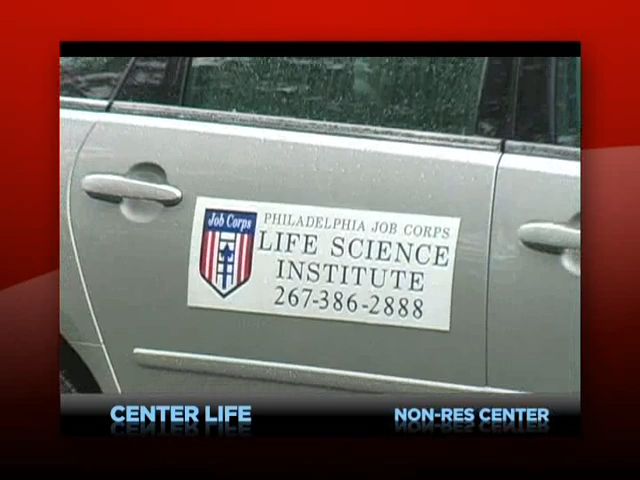 Job Corps
PHILADELPHIA JOB CORPS
LIFE SCIENCE
INSTITUTE
267-386-2888
CENTER LIFE
NON-RES CENTER